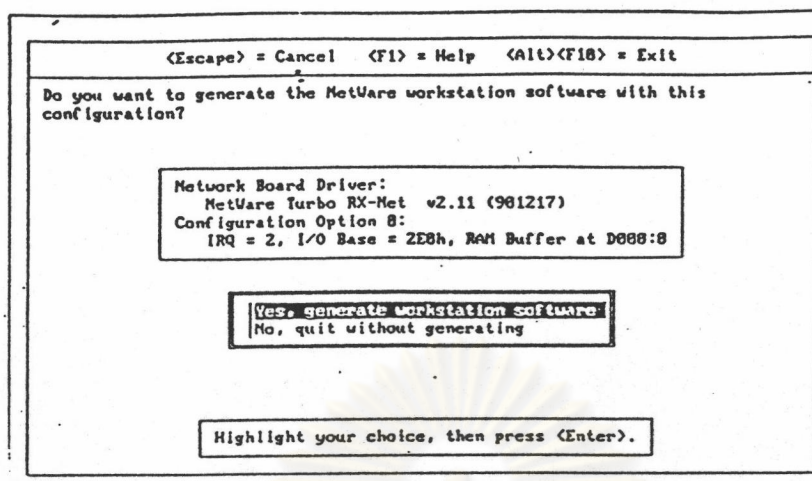 <Escape> = Cancel <F1> = Help <Alt><F10> = Exit
Do you want to generate the NetWare workstation software with this
configuration?
Network Board Driver:
NetWare Turbo RX-Net v2.11 (901217)
Configuration Option 0:
IRQ = 2, I/O Base = 2E0h, RAM Buffer at D000:0
Yes, generate workstation software
No, quit without generating
Highlight your choice, then press <Enter>.